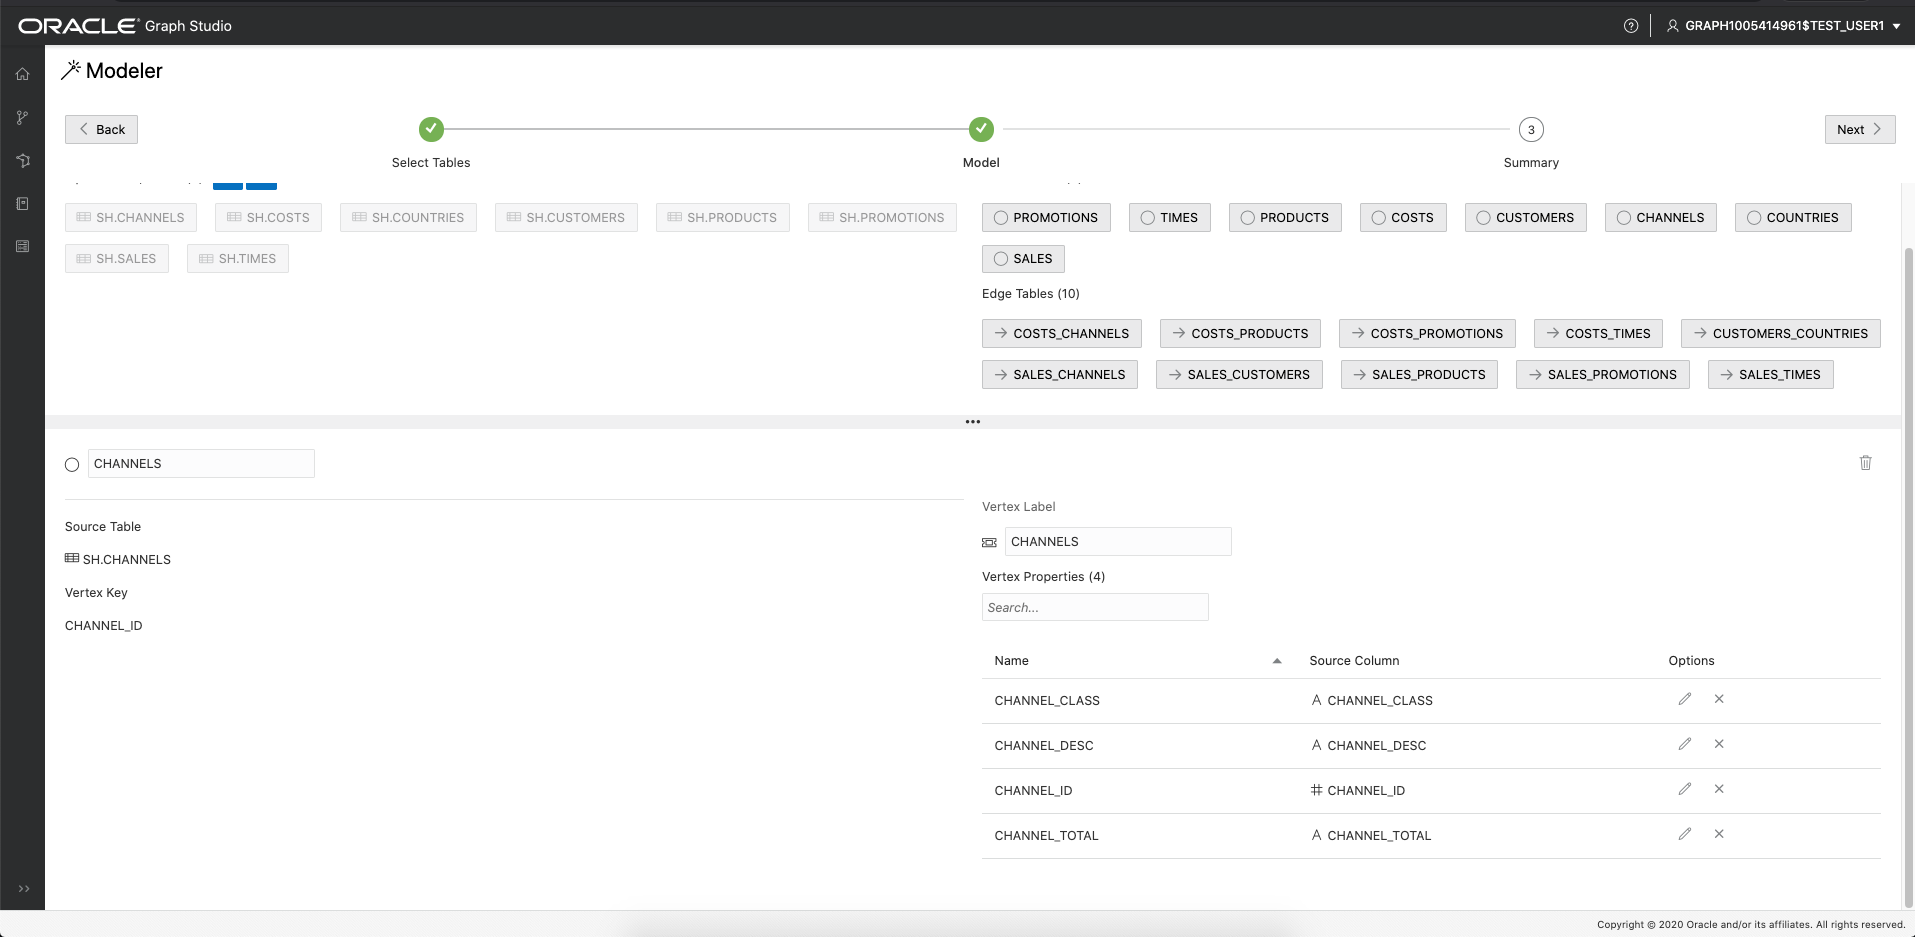 ORACLE® Graph Studio
GRAPH1005414961$TEST_USER1
Modeler
Back
Select Tables
Model
3
Summary
Next
SH.CHANNELS SH.COSTS SH.COUNTRIES SH.CUSTOMERS SH.PRODUCTS SH.PROMOTIONS
SH.SALES SH.TIMES
PROMOTIONS TIMES PRODUCTS COSTS CUSTOMERS CHANNELS COUNTRIES
SALES
Edge Tables (10)
COSTS_CHANNELS COSTS_PRODUCTS COSTS_PROMOTIONS COSTS_TIMES CUSTOMERS_COUNTRIES
SALES_CHANNELS SALES_CUSTOMERS SALES_PRODUCTS SALES_PROMOTIONS SALES_TIMES
CHANNELS
Source Table
SH.CHANNELS
Vertex Key
CHANNEL_ID
Vertex Label
CHANNELS
Vertex Properties (4)
Search...
Name Source Column Options
CHANNEL_CLASS A CHANNEL_CLASS
CHANNEL_DESC A CHANNEL_DESC
CHANNEL_ID # CHANNEL_ID
CHANNEL_TOTAL A CHANNEL_TOTAL
Copyright © 2020 Oracle and/or its affiliates. All rights reserved.